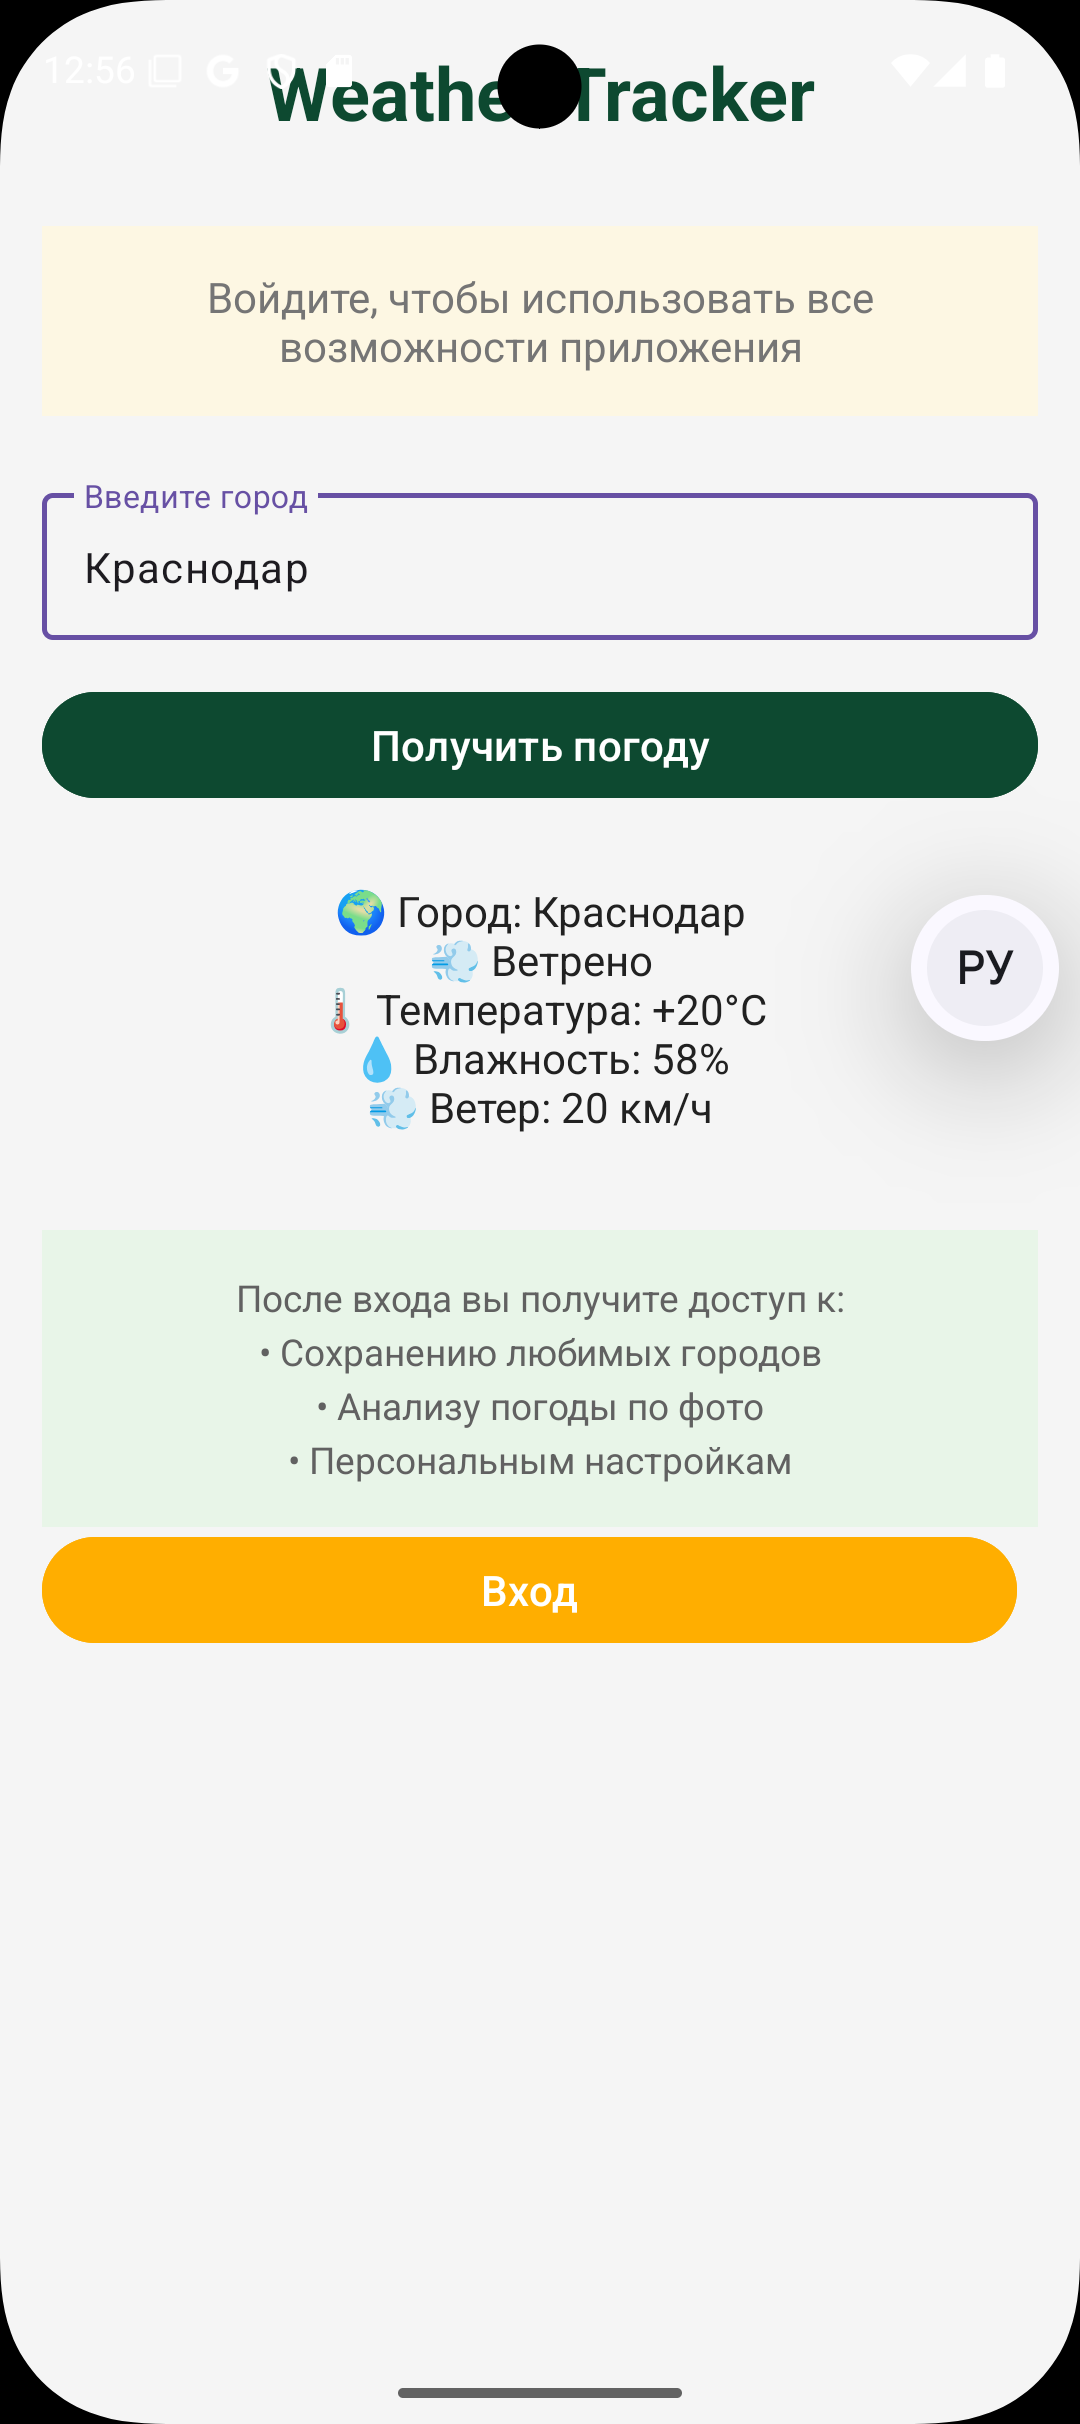 12:56
Weather Tracker
Войдите, чтобы использовать все
возможности приложения
Введите город
Краснодар
Получить погоду
🌍 Город: Краснодар
💨 Ветрено
🌡️ Температура: +20°C
💧 Влажность: 58%
💨 Ветер: 20 км/ч
РУ
После входа вы получите доступ к:
• Сохранению любимых городов
• Анализу погоды по фото
• Персональным настройкам
Вход